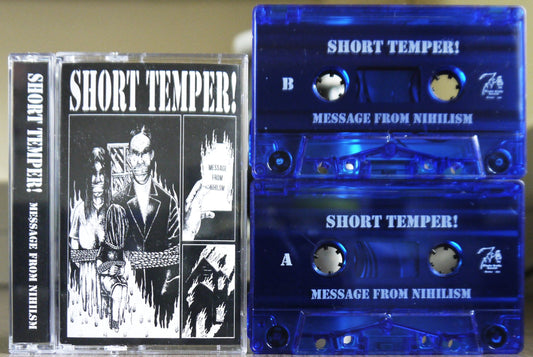 SHORT TEMPER! MESSAGE FROM NIHILSM
SHORT TEMPER!
MESSAGE
FROM
NIHILISM
SHORT TEMPER!
B
MESSAGE FROM NIHILISM
SHORT TEMPER!
A
MESSAGE FROM NIHILISM